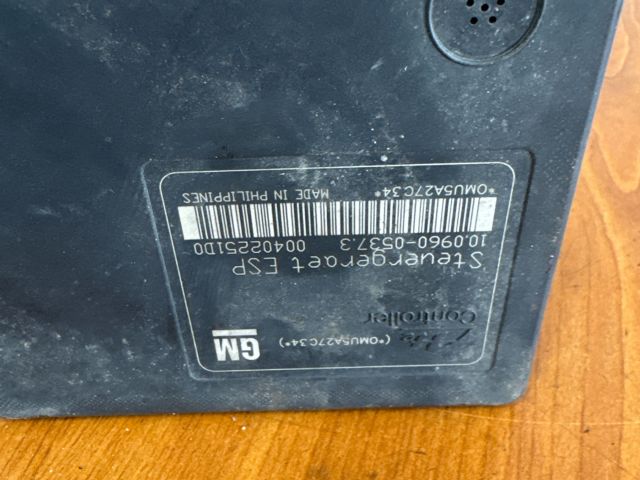 (*OMU5A27C34*) GM
Controller
Steuergeraet ESP
10.0960-0537.3 00402251D0
*OMU5A27C34* MADE IN PHILIPPINES